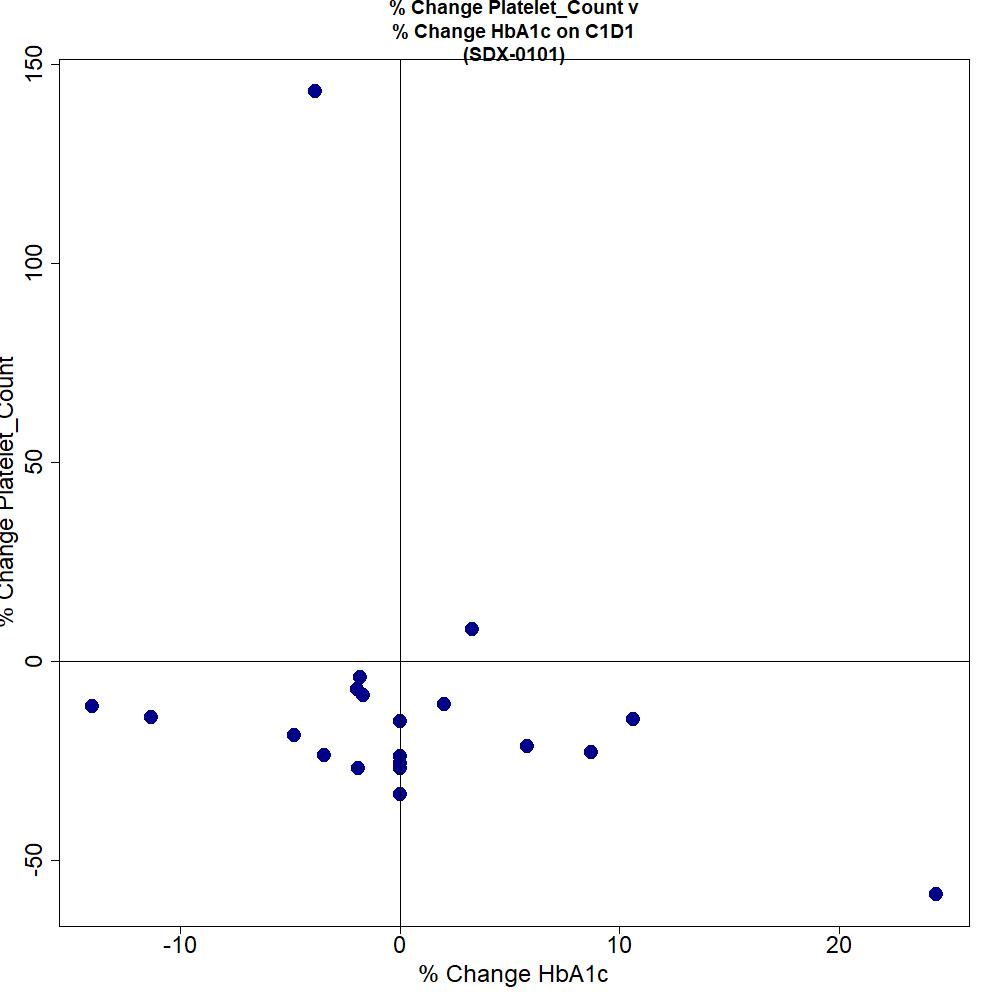 % Change Platelet_Count v
% Change HbA1c on C1D1
(SDX-0101)
150
100
50
0
-50
% Change Platelet_Count
-10
0
10
20
% Change HbA1c